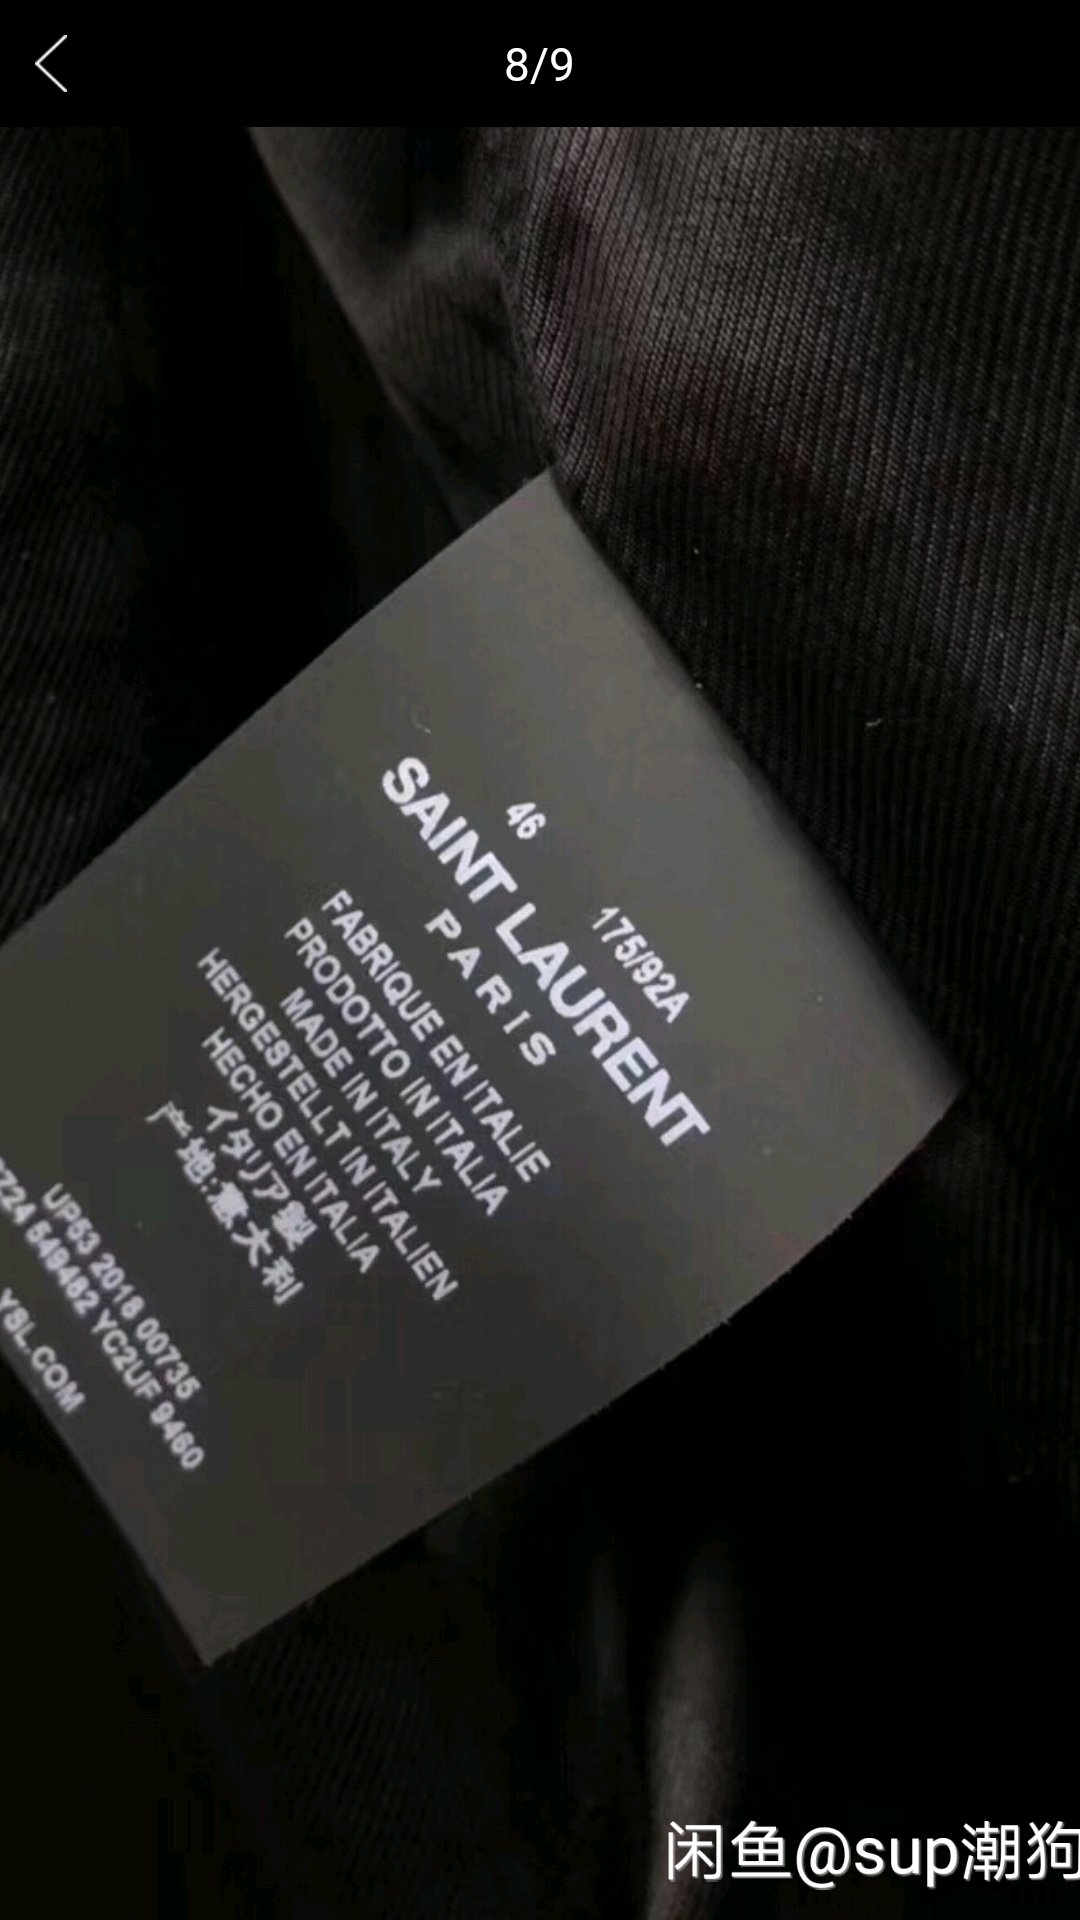 8/9
46
175/92A
SAINT LAURENT
PARIS
FABRIQUE EN ITALIE
PRODOTTO IN ITALIA
MADE IN ITALY
HERGESTELLT IN ITALIEN
HECHO EN ITALIA
イタリア製
产地:意大利
UP53 2018 00735
549482 YC2UF 9460
YSL.COM
闲鱼@sup潮狗